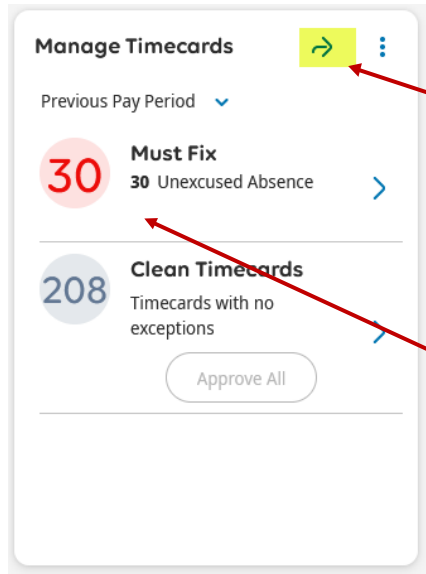 Manage Timecards
Previous Pay Period
30
Must Fix
30 Unexcused Absence
208
Clean Timecards
Timecards with no
exceptions
Approve All